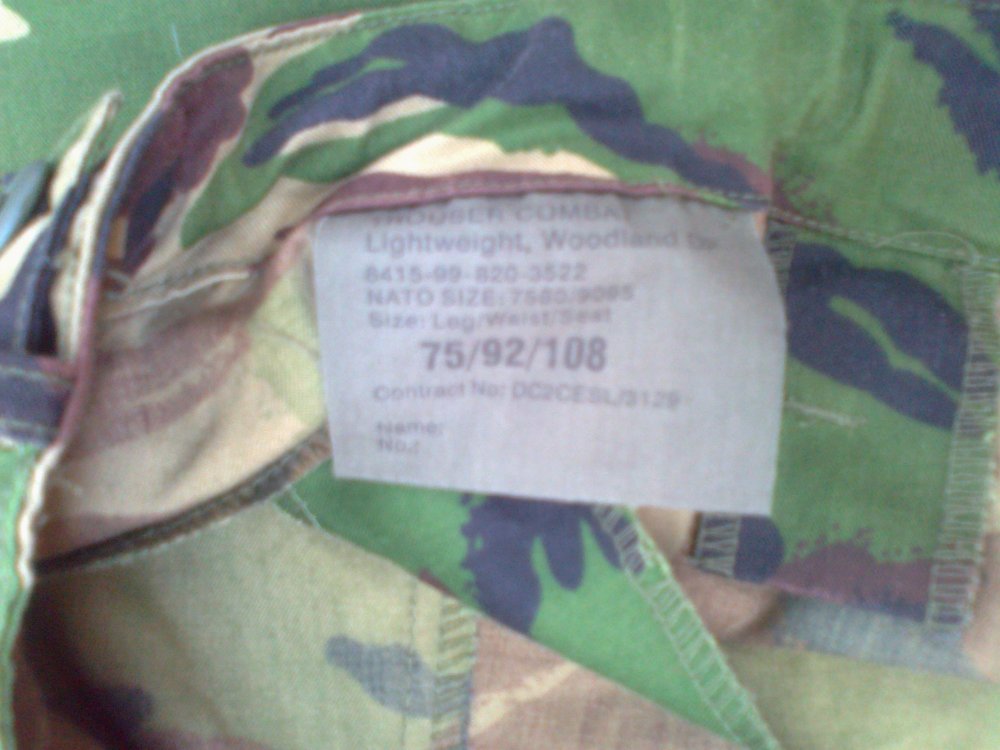 TROUSER COMBAT
Lightweight, Woodland DP
8415-99-820-3522
NATO SIZE: 7580/9095
Size: Leg/Waist/Seat
75/92/108
Contract No: DC2CESL/3129
Name:
No.: